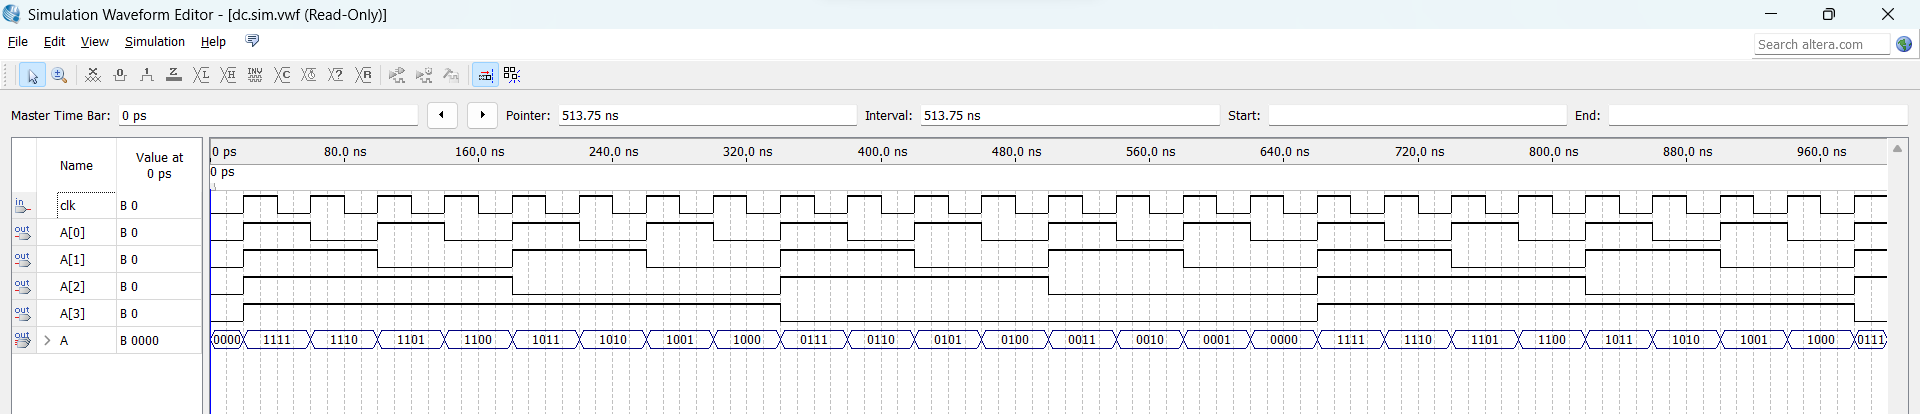 Simulation Waveform Editor - [dc.sim.vwf (Read-Only)]
File Edit View Simulation Help
Search altera.com
Master Time Bar: 0 ps Pointer: 513.75 ns Interval: 513.75 ns Start: End:
Name Value at 0 ps
0 ps 80.0 ns 160.0 ns 240.0 ns 320.0 ns 400.0 ns 480.0 ns 560.0 ns 640.0 ns 720.0 ns 800.0 ns 880.0 ns 960.0 ns
0 ps
in clk B 0
out A[0] B 0
out A[1] B 0
out A[2] B 0
out A[3] B 0
out A B 0000 0000 1111 1110 1101 1100 1011 1010 1001 1000 0111 0110 0101 0100 0011 0010 0001 0000 1111 1110 1101 1100 1011 1010 1001 1000 0111